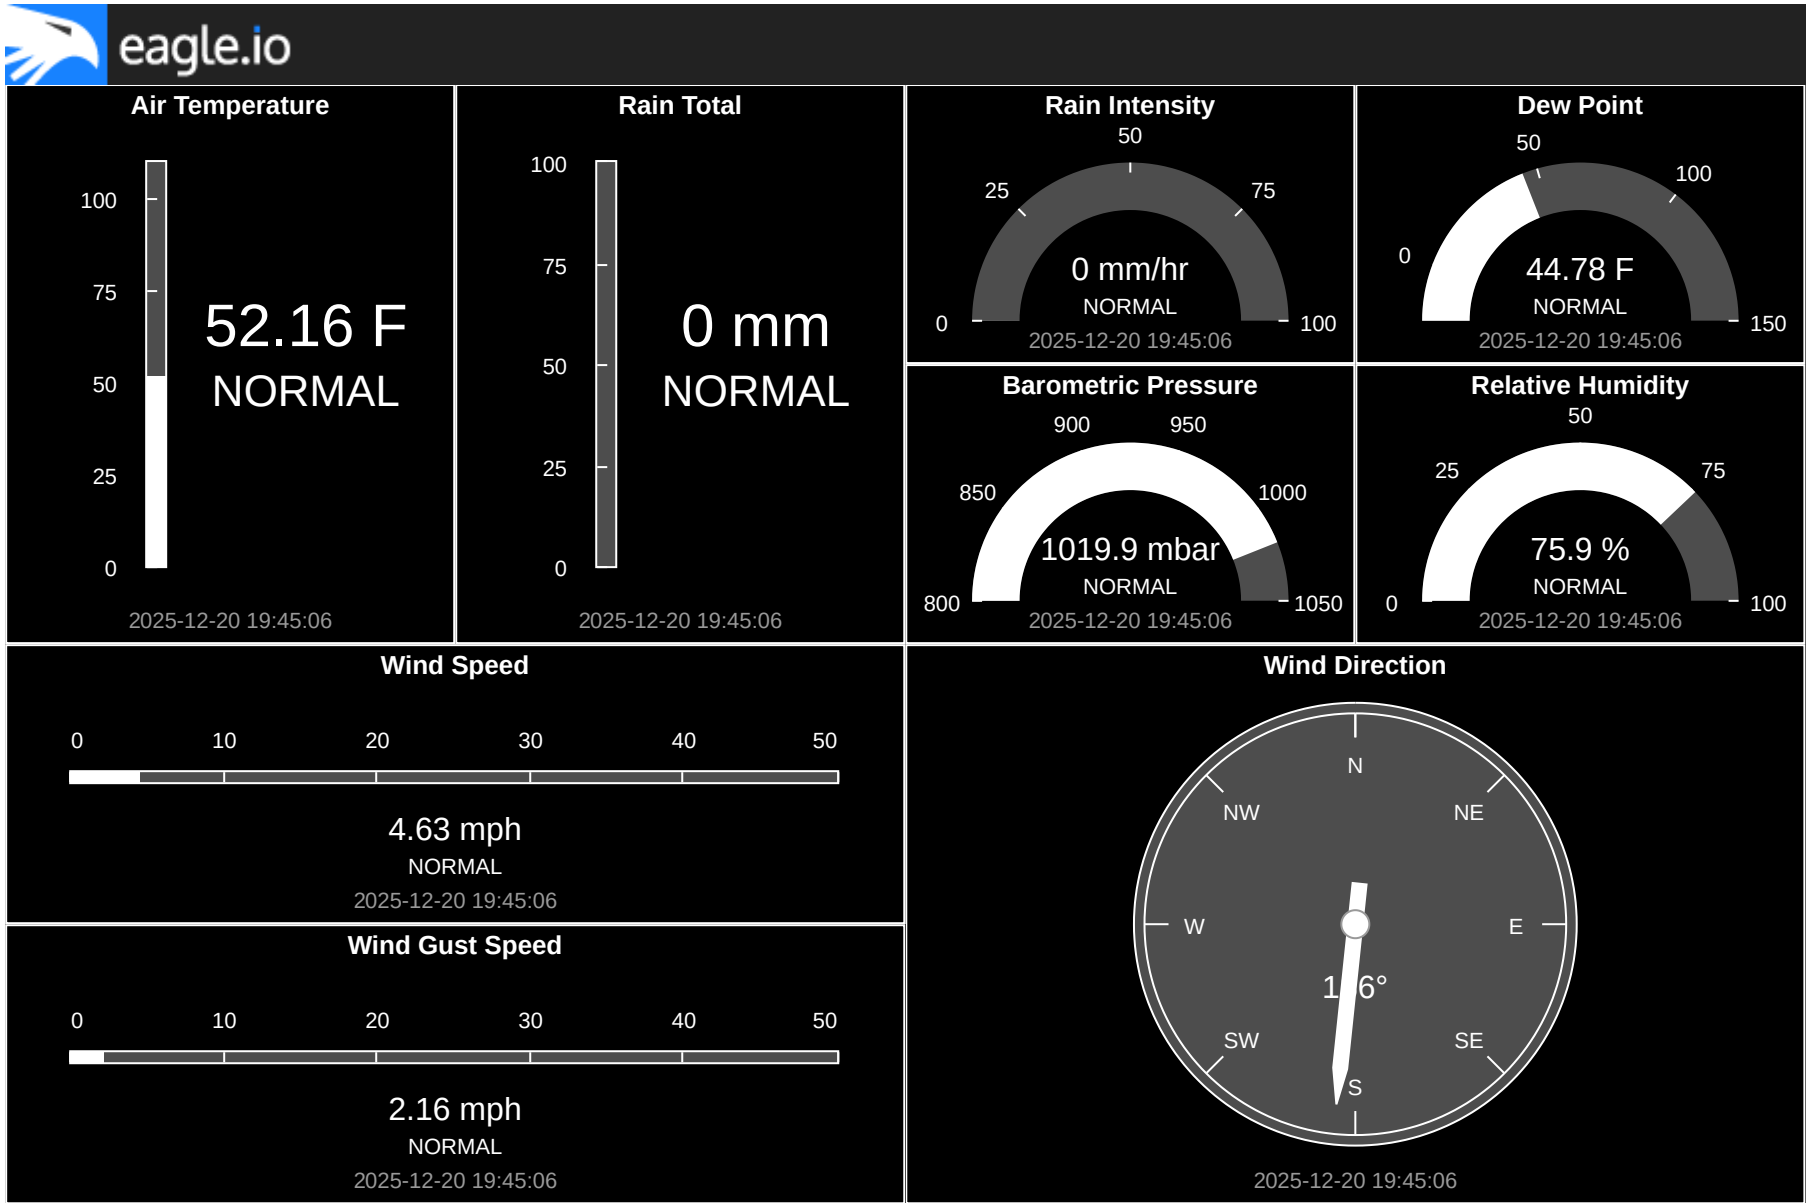 eagle.io
Air Temperature
100
75
50
25
0
52.16 F
NORMAL
2025-12-20 19:45:06
Rain Total
100
75
50
25
0
0 mm
NORMAL
2025-12-20 19:45:06
Rain Intensity
0
25
50
75
100
0 mm/hr
NORMAL
2025-12-20 19:45:06
Dew Point
0
50
100
150
44.78 F
NORMAL
2025-12-20 19:45:06
Barometric Pressure
800
850
900
950
1000
1050
1019.9 mbar
NORMAL
2025-12-20 19:45:06
Relative Humidity
0
25
50
75
100
75.9 %
NORMAL
2025-12-20 19:45:06
Wind Speed
0 10 20 30 40 50
4.63 mph
NORMAL
2025-12-20 19:45:06
Wind Gust Speed
0 10 20 30 40 50
2.16 mph
NORMAL
2025-12-20 19:45:06
Wind Direction
N
NW NE
W E
SW SE
S
2025-12-20 19:45:06